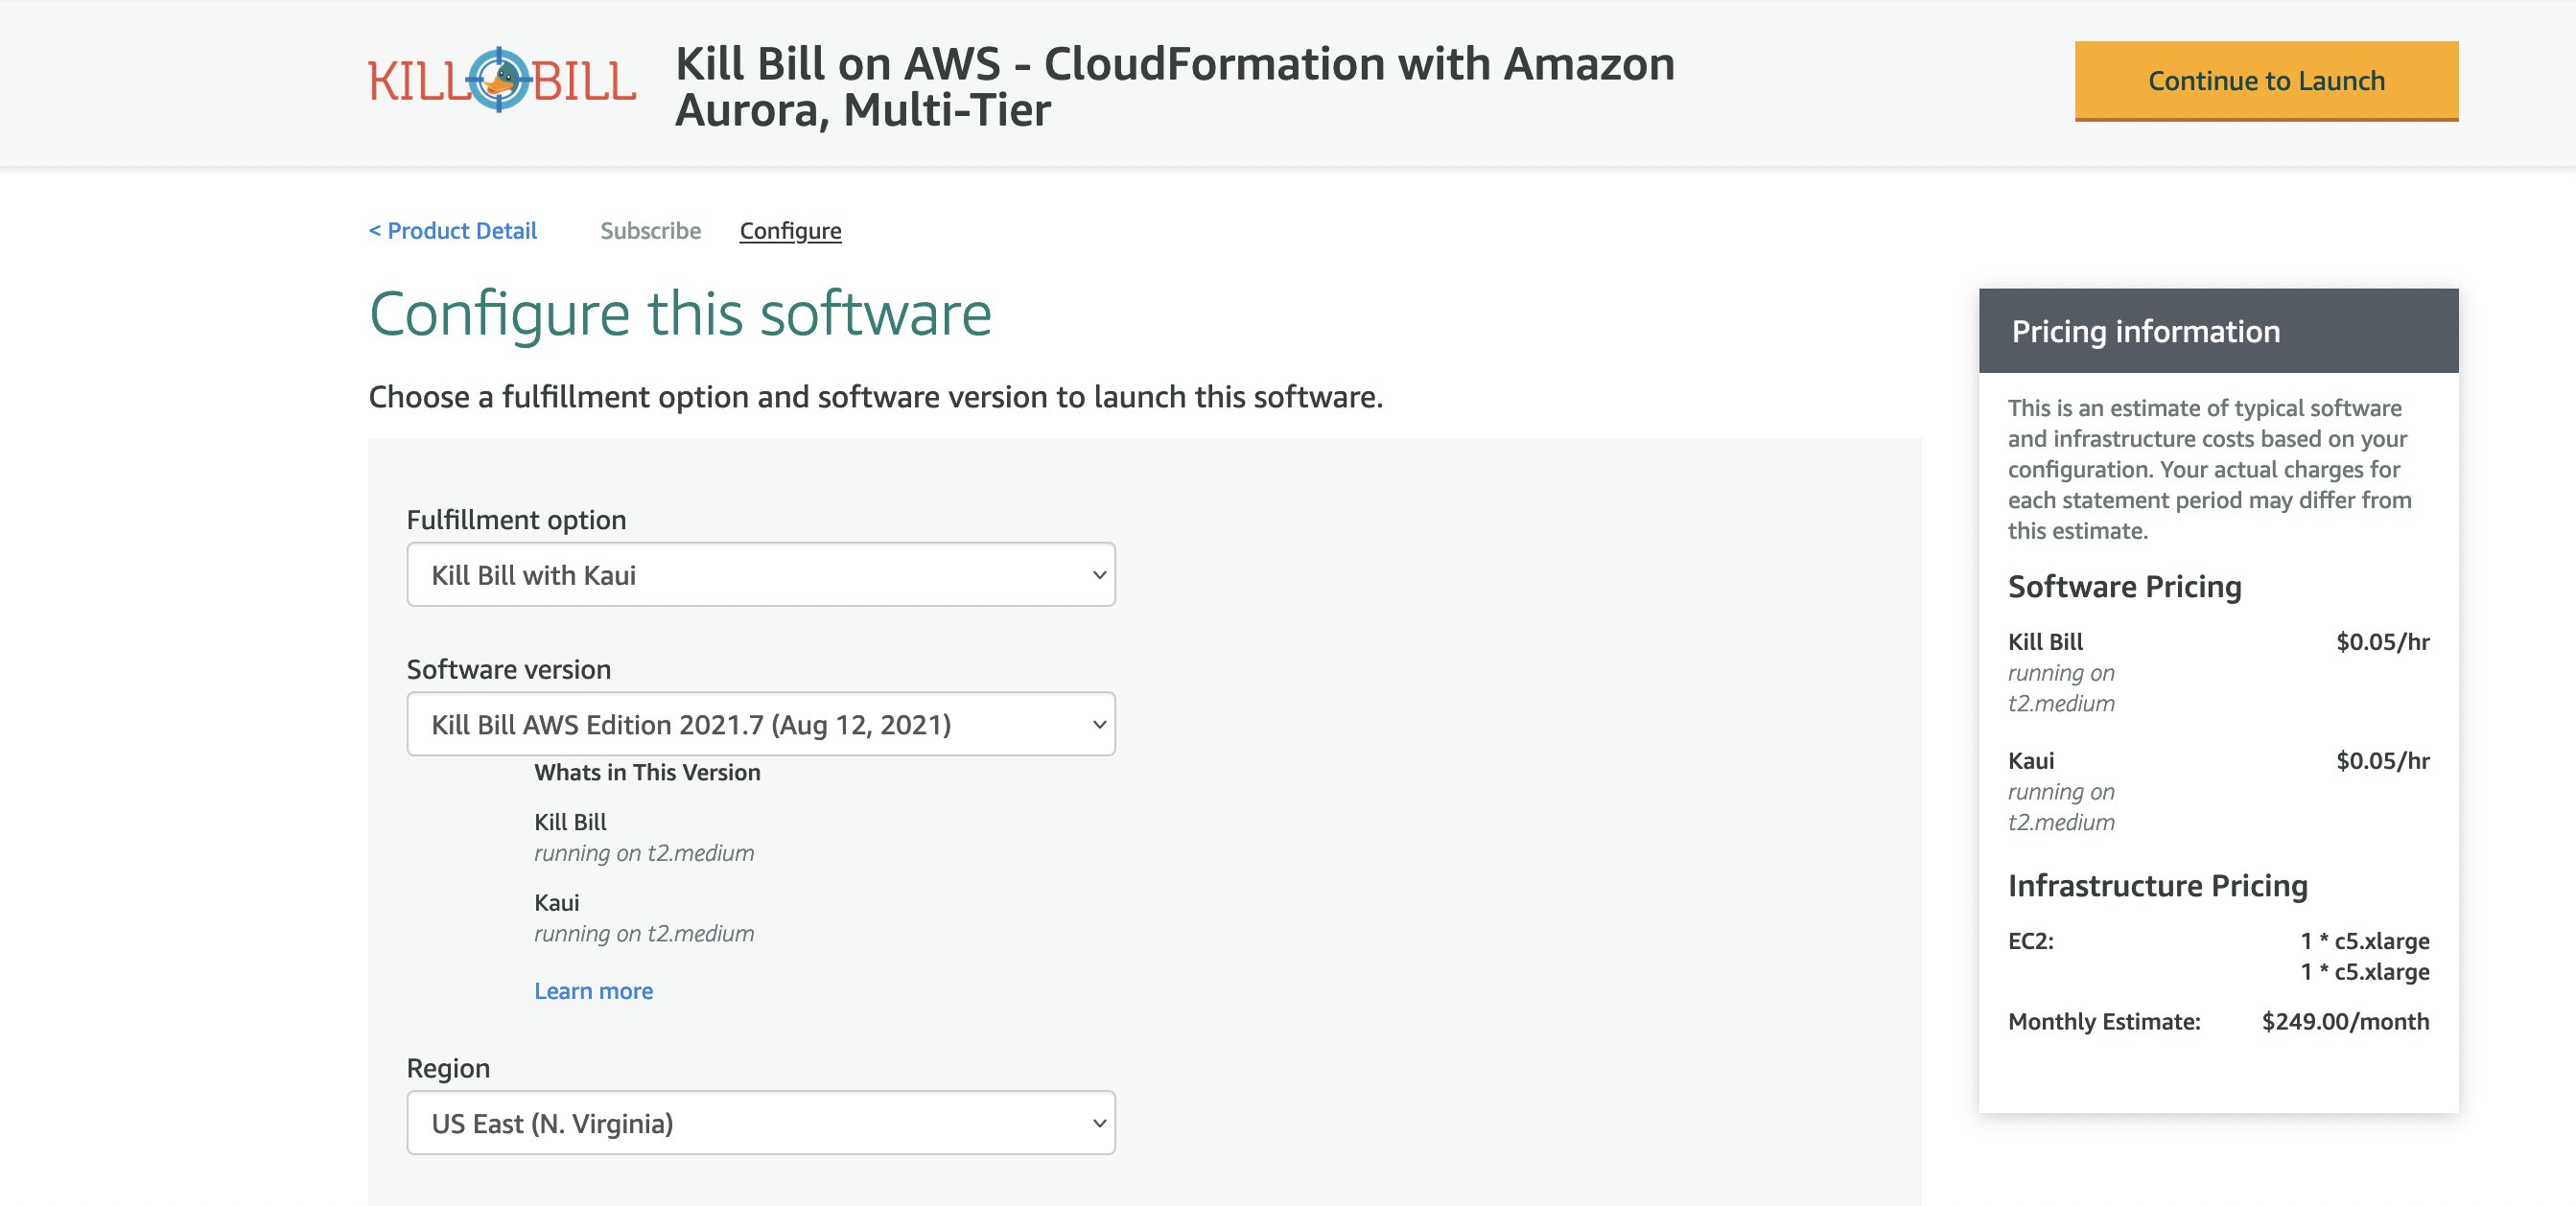 KILL BILL
Kill Bill on AWS - CloudFormation with Amazon
Aurora, Multi-Tier
Continue to Launch
< Product Detail
Subscribe
Configure
Configure this software
Choose a fulfillment option and software version to launch this software.
Fulfillment option
Kill Bill with Kaui
Software version
Kill Bill AWS Edition 2021.7 (Aug 12, 2021)
Whats in This Version
Kill Bill
running on t2.medium
Kaui
running on t2.medium
Learn more
Region
US East (N. Virginia)
Pricing information
This is an estimate of typical software
and infrastructure costs based on your
configuration. Your actual charges for
each statement period may differ from
this estimate.
Software Pricing
Kill Bill $0.05/hr
running on
t2.medium
Kaui $0.05/hr
running on
t2.medium
Infrastructure Pricing
EC2: 1 * c5.xlarge
1 * c5.xlarge
Monthly Estimate: $249.00/month